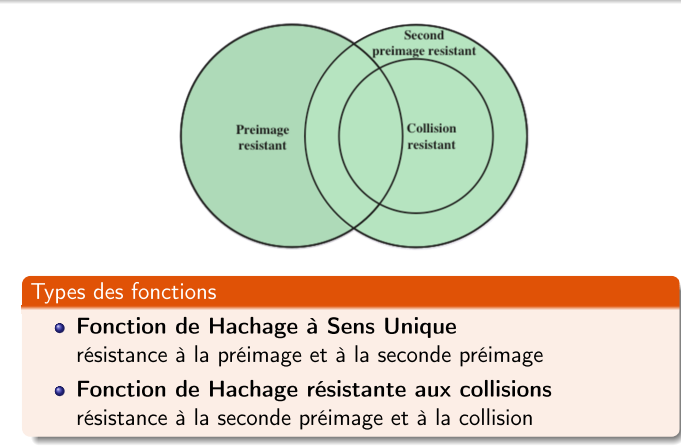 Second
preimage resistant
Preimage
resistant
Collision
resistant
Types des fonctions
Fonction de Hachage à Sens Unique
résistance à la préimage et à la seconde préimage
Fonction de Hachage résistante aux collisions
résistance à la seconde préimage et à la collision